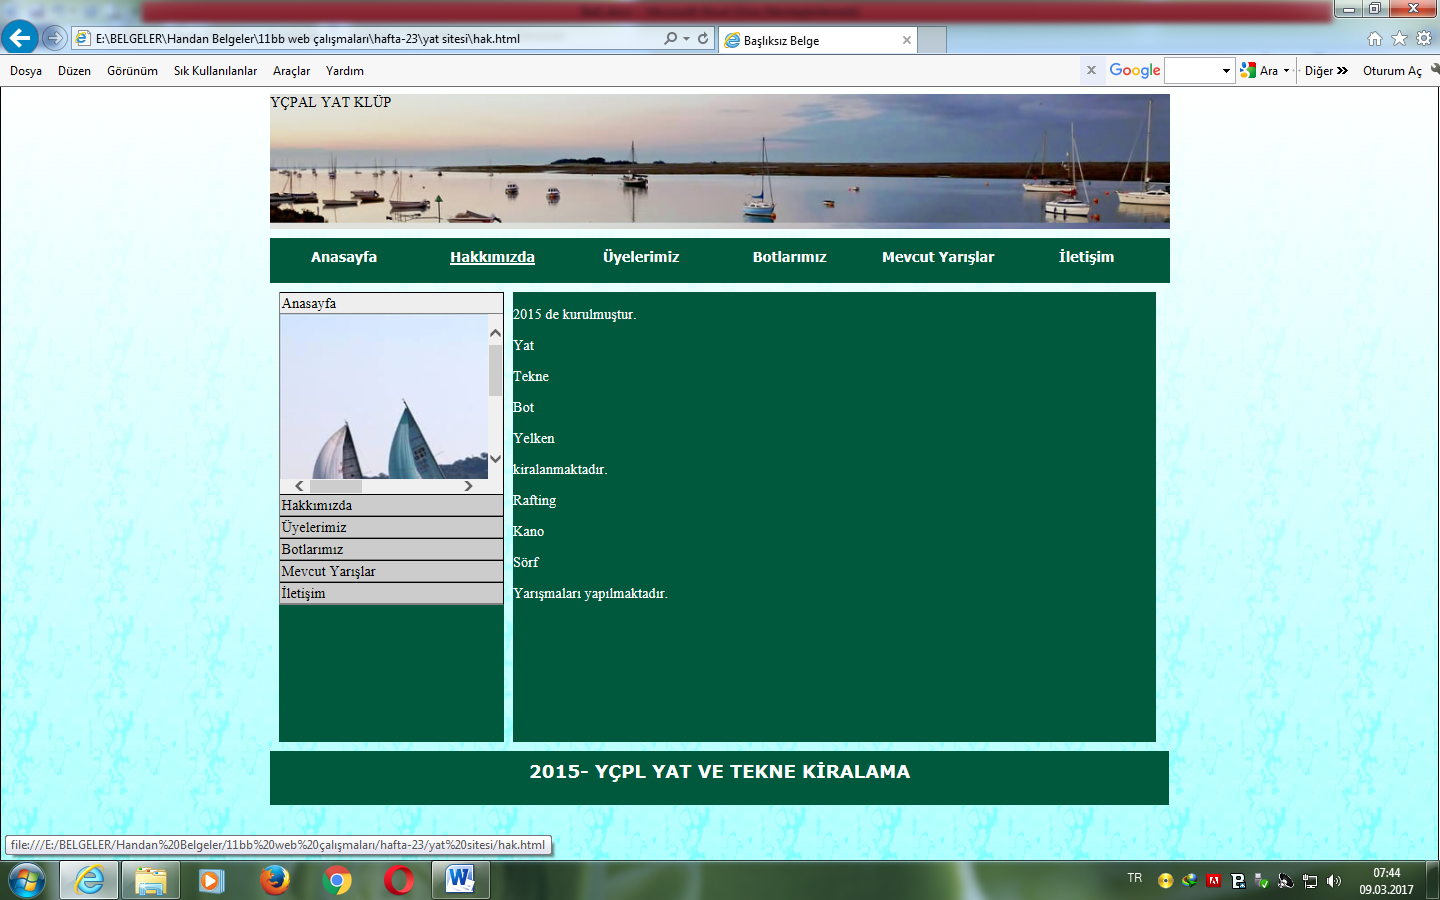 E:\BELGELER\Handan Belgeler\11bb web çalışmaları\hafta-23\yat sitesi\hak.html
Başlıksız Belge
Dosya Düzen Görünüm Sık Kullanılanlar Araçlar Yardım
x Google Ara Diğer Oturum Aç
YÇPAL YAT KLÜP
Anasayfa Hakkımızda Üyelerimiz Botlarımız Mevcut Yarışlar İletişim
Anasayfa
Hakkımızda
Üyelerimiz
Botlarımız
Mevcut Yarışlar
İletişim
2015 de kurulmuştur.
Yat
Tekne
Bot
Yelken
kiralanmaktadır.
Rafting
Kano
Sörf
Yarışmaları yapılmaktadır.
2015- YÇPL YAT VE TEKNE KİRALAMA
file:///E:/BELGELER/Handan%20Belgeler/11bb%20web%20çalışmaları/hafta-23/yat%20sitesi/hak.html
TR
07:44
09.03.2017